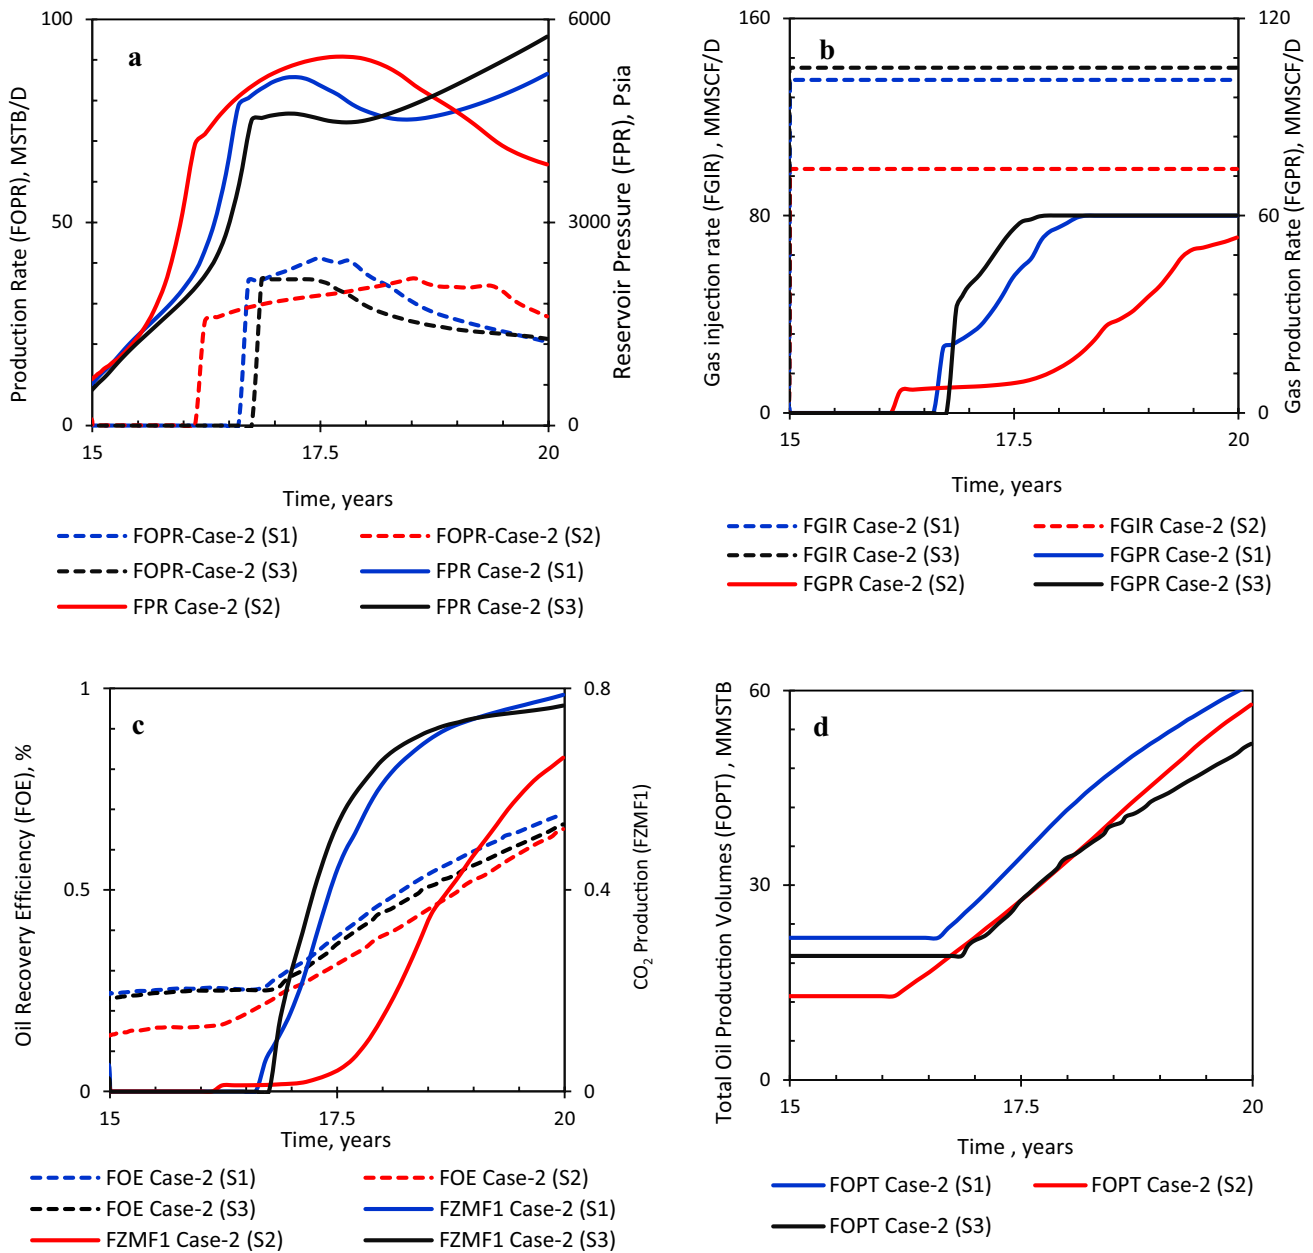 a
100
50
0
6000
3000
0
15
17.5
20
Production Rate (FOPR), MSTB/D
Reservoir Pressure (FPR), Psia
Time, years
FOPR-Case-2 (S1)
FOPR-Case-2 (S2)
FOPR-Case-2 (S3)
FPR Case-2 (S1)
FPR Case-2 (S2)
FPR Case-2 (S3)
b
160
80
0
120
60
0
15
17.5
20
Gas injection rate (FGIR) , MMSCF/D
Gas Production Rate (FGPR), MMSCF/D
Time, years
FGIR Case-2 (S1)
FGIR Case-2 (S2)
FGIR Case-2 (S3)
FGPR Case-2 (S1)
FGPR Case-2 (S2)
FGPR Case-2 (S3)
c
1
0.5
0
0.8
0.4
0
15
17.5
20
Oil Recovery Efficiency (FOE), %
CO₂ Production (FZMF1)
Time, years
FOE Case-2 (S1)
FOE Case-2 (S2)
FOE Case-2 (S3)
FZMF1 Case-2 (S1)
FZMF1 Case-2 (S2)
FZMF1 Case-2 (S3)
d
60
30
0
15
17.5
20
Total Oil Production Volumes (FOPT) , MMSTB
Time , years
FOPT Case-2 (S1)
FOPT Case-2 (S2)
FOPT Case-2 (S3)